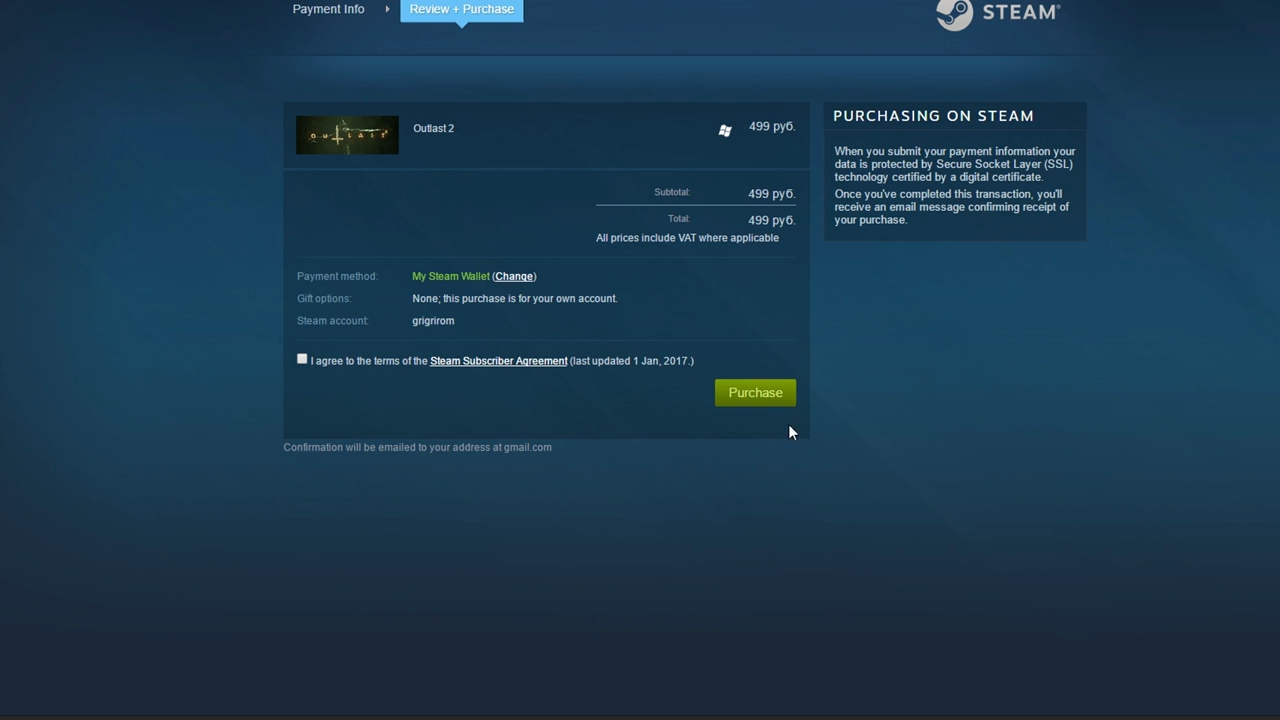 Payment Info
Review + Purchase
STEAM®
OUTLAST
Outlast 2
499 руб.
Subtotal:
499 руб.
Total:
499 руб.
All prices include VAT where applicable
Payment method:
My Steam Wallet (Change)
Gift options:
None; this purchase is for your own account.
Steam account:
grigrirom
I agree to the terms of the Steam Subscriber Agreement (last updated 1 Jan, 2017.)
Purchase
Confirmation will be emailed to your address at gmail.com
PURCHASING ON STEAM
When you submit your payment information your
data is protected by Secure Socket Layer (SSL)
technology certified by a digital certificate.
Once you've completed this transaction, you'll
receive an email message confirming receipt of
your purchase.